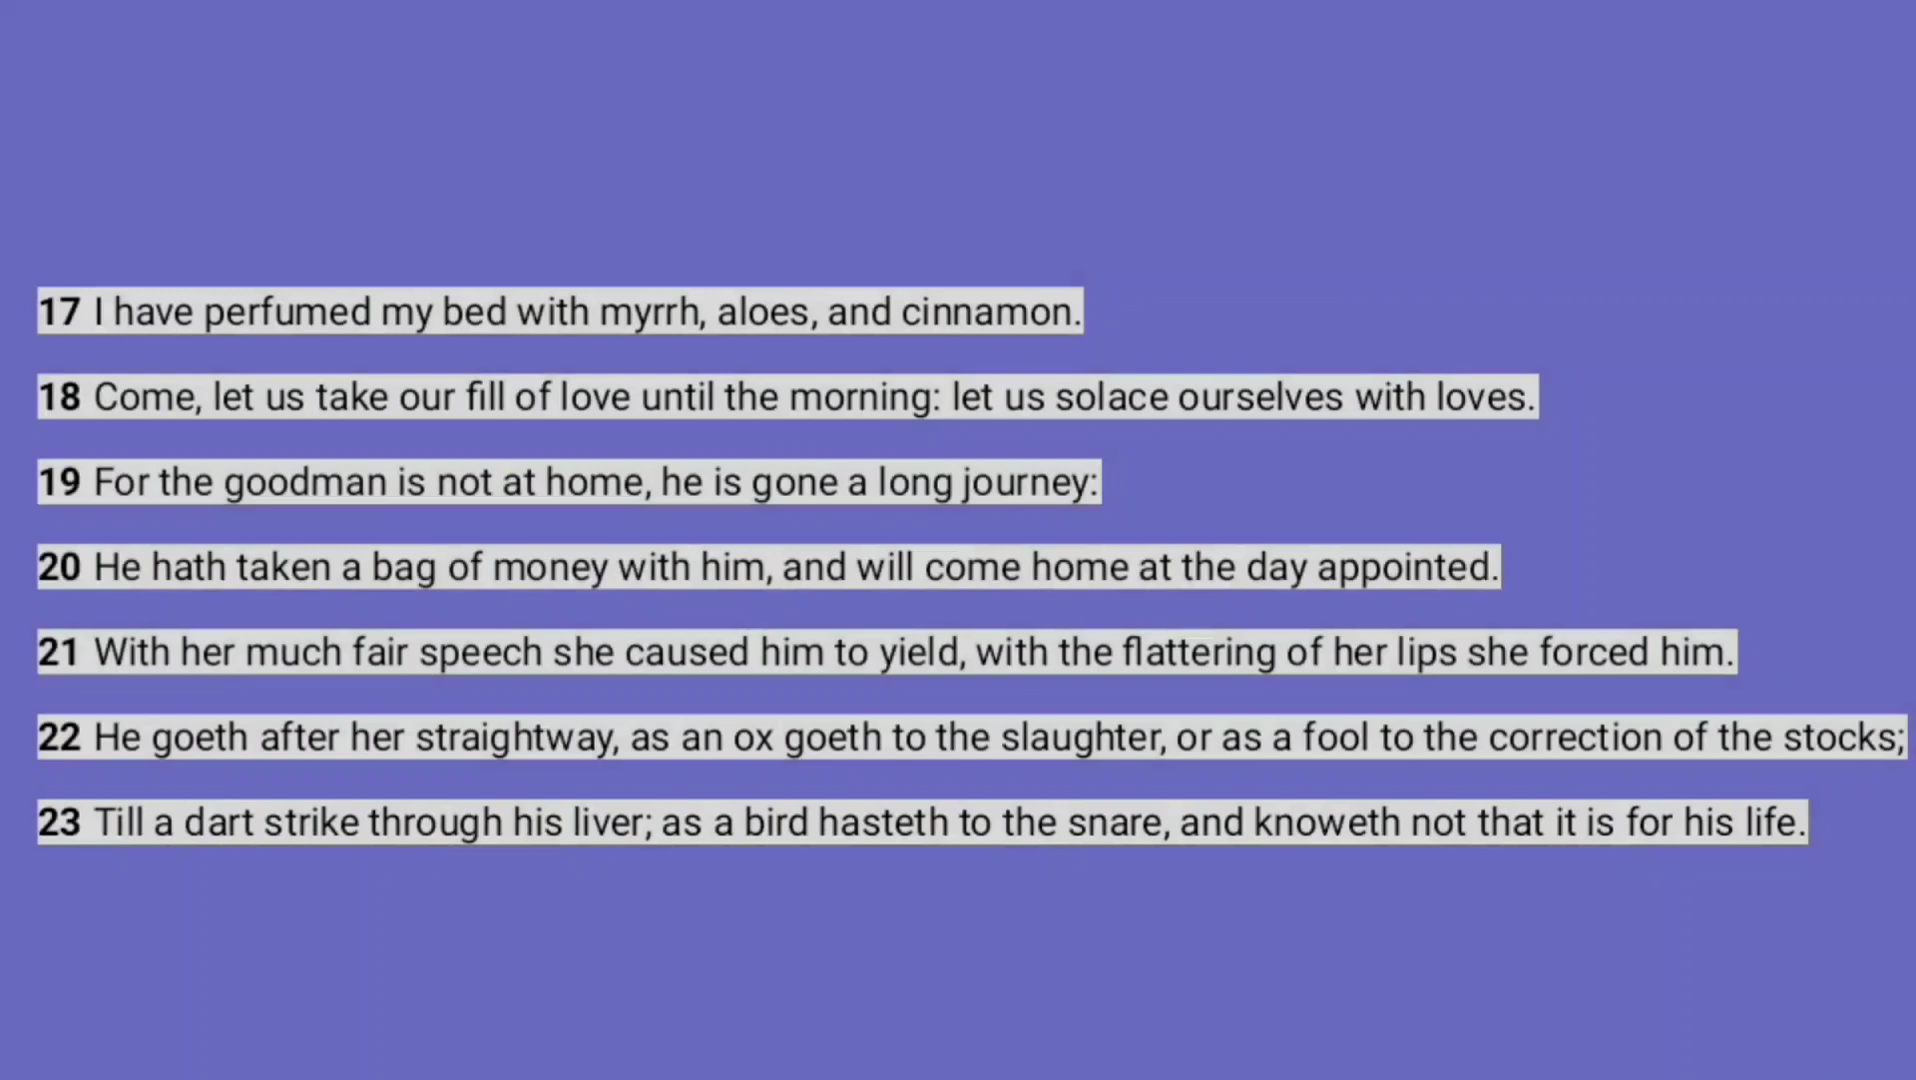 17 I have perfumed my bed with myrrh, aloes, and cinnamon.
18 Come, let us take our fill of love until the morning: let us solace ourselves with loves.
19 For the goodman is not at home, he is gone a long journey:
20 He hath taken a bag of money with him, and will come home at the day appointed.
21 With her much fair speech she caused him to yield, with the flattering of her lips she forced him.
22 He goeth after her straightway, as an ox goeth to the slaughter, or as a fool to the correction of the stocks;
23 Till a dart strike through his liver; as a bird hasteth to the snare, and knoweth not that it is for his life.